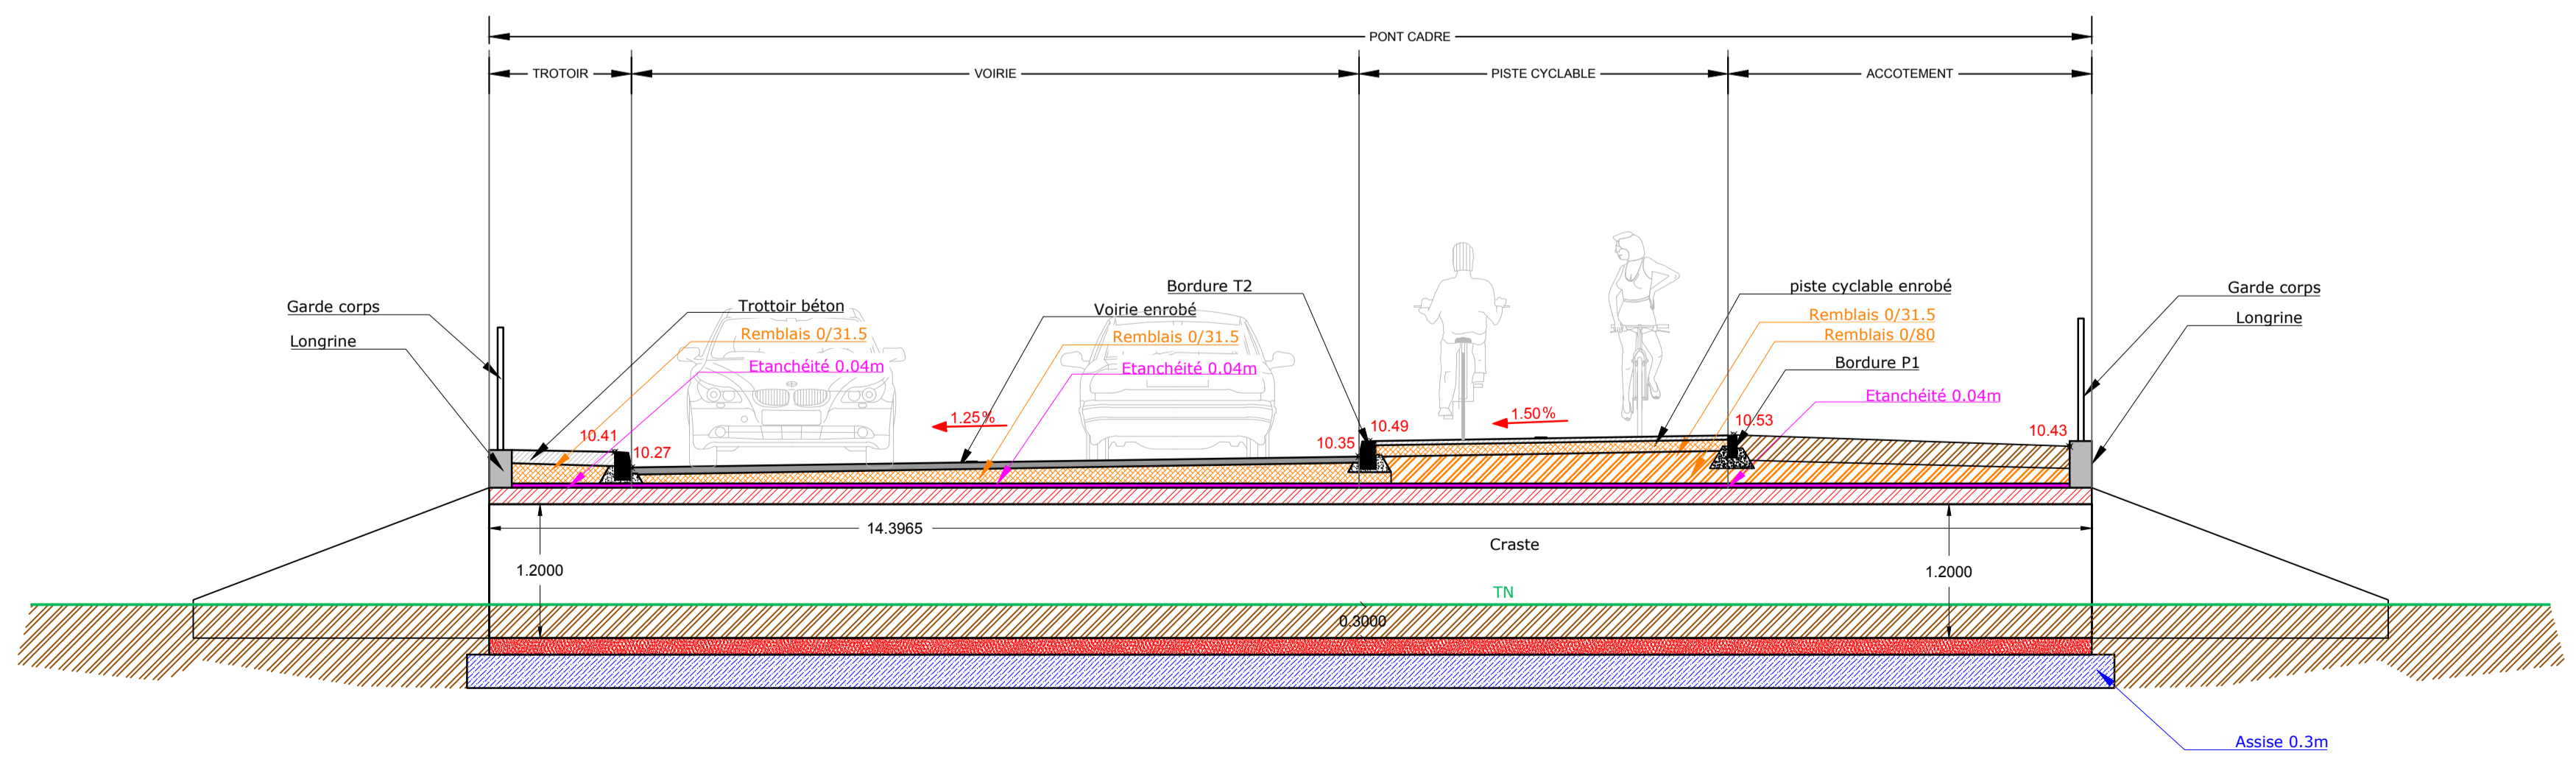 PONT CADRE
TROTOIR
VOIRIE
PISTE CYCLABLE
ACCOTEMENT
Garde corps
Longrine
Trottoir béton
Remblais 0/31.5
Etanchéité 0.04m
Voirie enrobé
Remblais 0/31.5
Etanchéité 0.04m
Bordure T2
piste cyclable enrobé
Remblais 0/31.5
Remblais 0/80
Bordure P1
Etanchéité 0.04m
Garde corps
Longrine
10.41
10.27
1.25%
10.35
10.49
1.50%
10.53
10.43
14.3965
Craste
1.2000
1.2000
TN
0.3000
Assise 0.3m